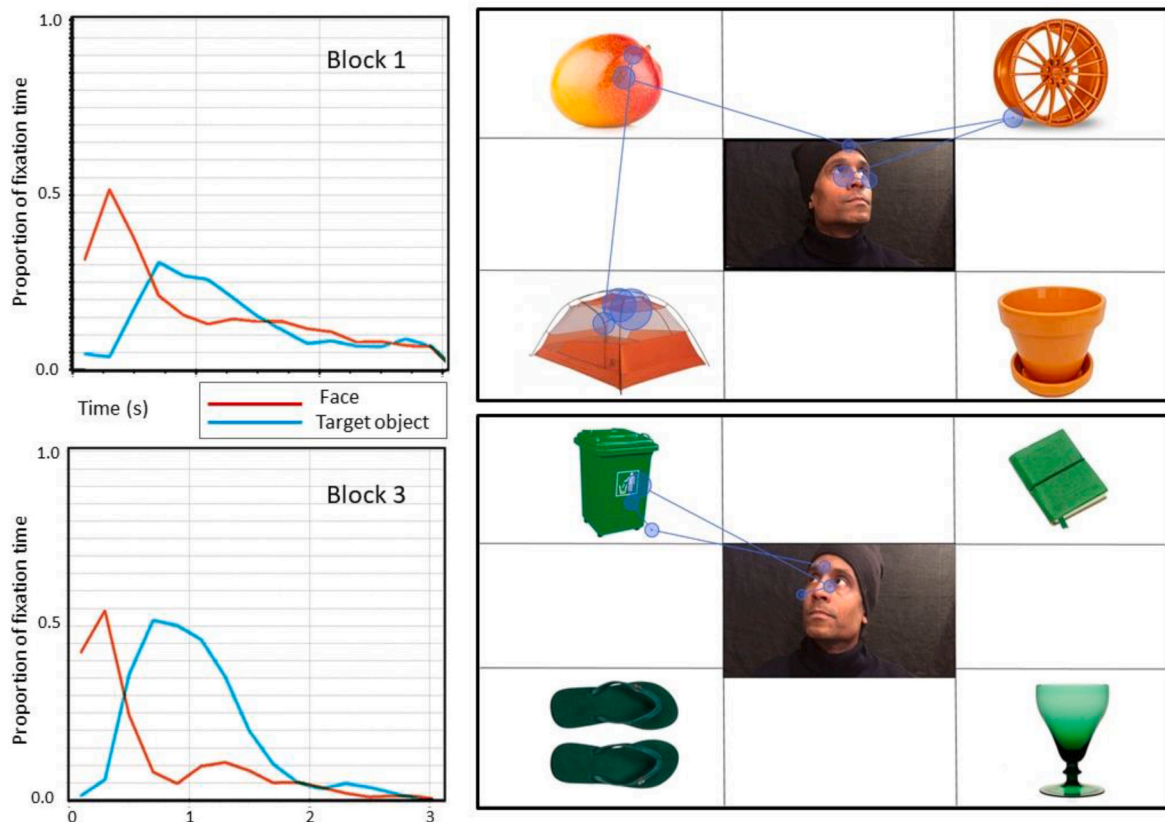 1.0
Block 1
Proportion of fixation time
0.5
0.0
Time (s)
Face
Target object
1.0
Block 3
Proportion of fixation time
0.5
0.0
0
1
2
3